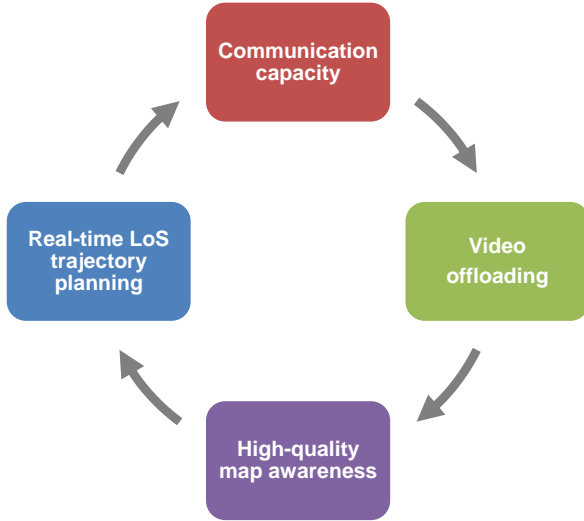 Communication
capacity
Real-time LoS
trajectory
planning
Video
offloading
High-quality
map awareness